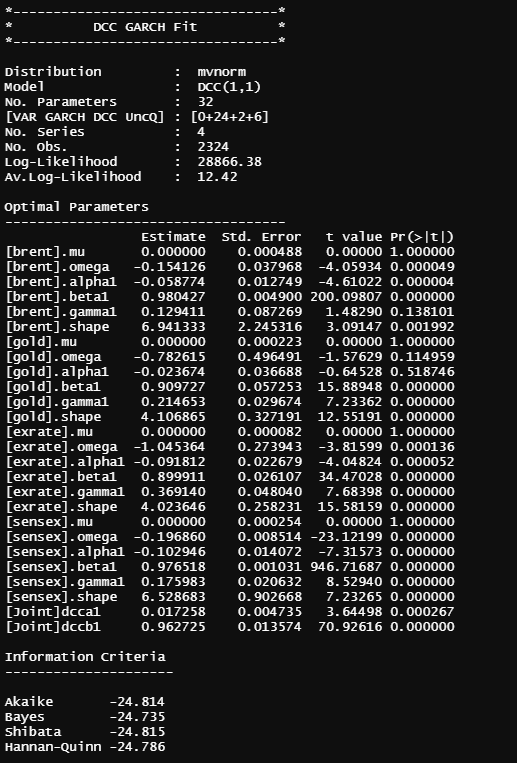 *---------------------------------*
*          DCC GARCH Fit          *
*---------------------------------*
Distribution         :  mvnorm
Model                :  DCC(1,1)
No. Parameters       :  32
[VAR GARCH DCC UncQ] : [0+24+2+6]
No. Series           :  4
No. Obs.             :  2324
Log-Likelihood       :  28866.38
Av.Log-Likelihood    :  12.42
Optimal Parameters
-----------------------------------
                 Estimate  Std. Error   t value Pr(>|t|)
[brent].mu       0.000000    0.000488   0.00000 1.000000
[brent].omega   -0.154126    0.037968  -4.05934 0.000049
[brent].alpha1  -0.058774    0.012749  -4.61022 0.000004
[brent].beta1    0.980427    0.004900 200.09807 0.000000
[brent].gamma1   0.129411    0.087269   1.48290 0.138101
[brent].shape    6.941333    2.245316   3.09147 0.001992
[gold].mu        0.000000    0.000223   0.00000 1.000000
[gold].omega    -0.782615    0.496491  -1.57629 0.114959
[gold].alpha1   -0.023674    0.036688  -0.64528 0.518746
[gold].beta1     0.909727    0.057253  15.88948 0.000000
[gold].gamma1    0.214653    0.029674   7.23362 0.000000
[gold].shape     4.106865    0.327191  12.55191 0.000000
[exrate].mu      0.000000    0.000082   0.00000 1.000000
[exrate].omega  -1.045364    0.273943  -3.81599 0.000136
[exrate].alpha1 -0.091812    0.022679  -4.04824 0.000052
[exrate].beta1   0.899911    0.026107  34.47028 0.000000
[exrate].gamma1  0.369140    0.048040   7.68398 0.000000
[exrate].shape   4.023646    0.258231  15.58159 0.000000
[sensex].mu      0.000000    0.000254   0.00000 1.000000
[sensex].omega  -0.196860    0.008514 -23.12199 0.000000
[sensex].alpha1 -0.102946    0.014072  -7.31573 0.000000
[sensex].beta1   0.976518    0.001031 946.71687 0.000000
[sensex].gamma1  0.175983    0.020632   8.52940 0.000000
[sensex].shape   6.528683    0.902668   7.23265 0.000000
[Joint]dcca1     0.017258    0.004735   3.64498 0.000267
[Joint]dccb1     0.962725    0.013574  70.92616 0.000000
Information Criteria
---------------------
Akaike       -24.814
Bayes        -24.735
Shibata      -24.815
Hannan-Quinn -24.786